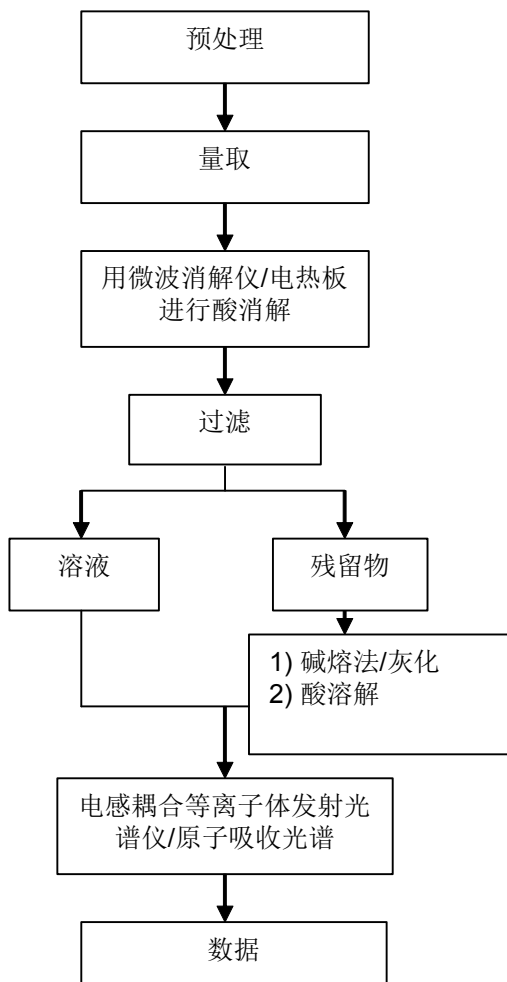 预处理
量取
用微波消解仪/电热板
进行酸消解
过滤
溶液
残留物
1) 碱熔法/灰化
2) 酸溶解
电感耦合等离子体发射光
谱仪/原子吸收光谱
数据